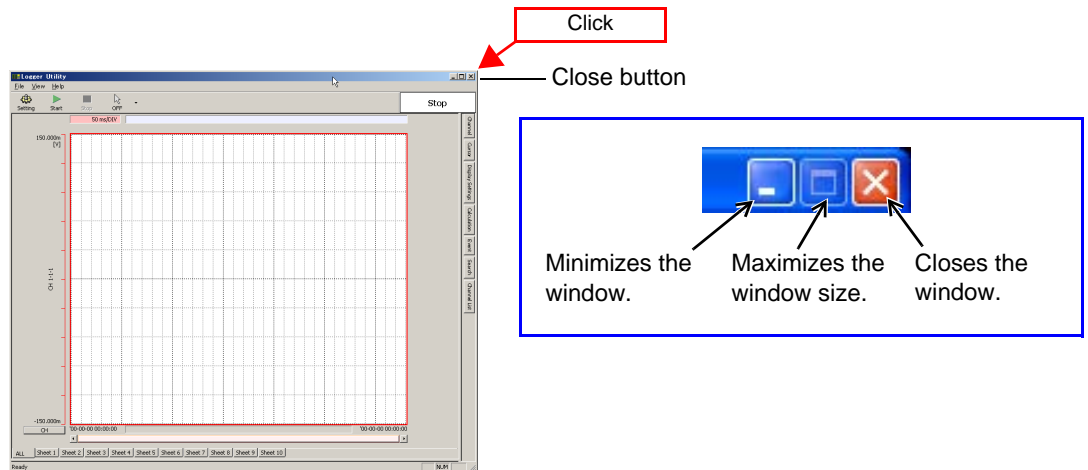 Click
Close button
Logger Utility
File View Help
Setting Start Stop OFF
Stop
50 ms/DIV
150.000m
[V]
CH 1-1-1
-150.000m
CH
'00-00-00 00:00:00
'00-00-00 00:00:00
Channel
Cursor
Display Settings
Calculation
Event
Search
Channel List
ALL Sheet 1 Sheet 2 Sheet 3 Sheet 4 Sheet 5 Sheet 6 Sheet 7 Sheet 8 Sheet 9 Sheet 10
Ready
NUM
Minimizes the
window.
Maximizes the
window size.
Closes the
window.